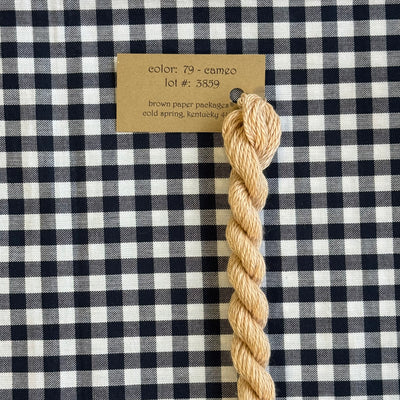 color: 79 - cameo
lot #: 3859
brown paper packages
cold spring, kentucky